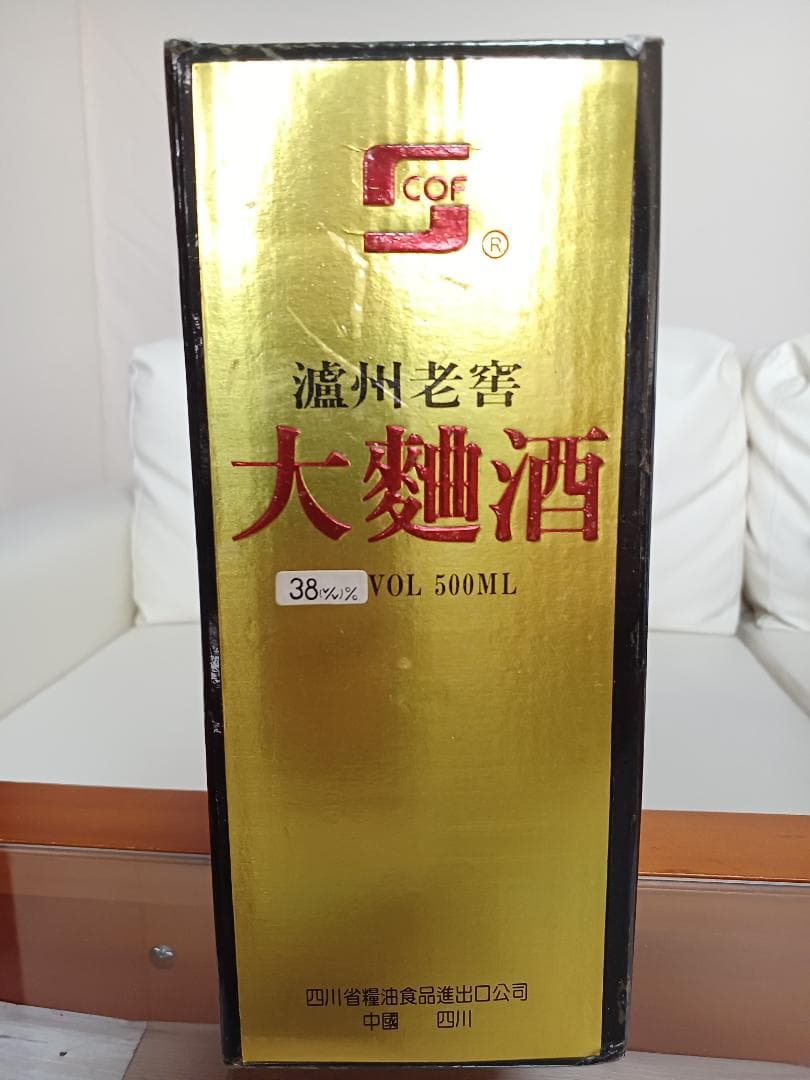 COF
®
瀘州老窖
大麯酒
38(v/v)% VOL 500ML
四川省糧油食品進出口公司
中國 四川